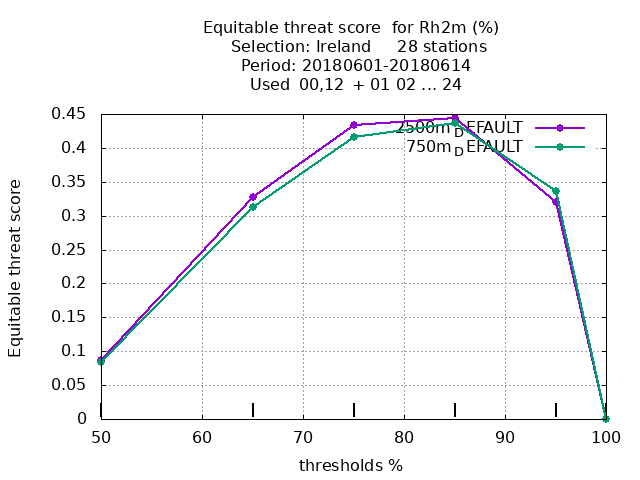 Equitable threat score  for Rh2m (%)
Selection: Ireland     28 stations
Period: 20180601-20180614
Used  00,12  + 01 02 ... 24
2500m_DEFAULT
750m_DEFAULT
0.45
0.4
0.35
0.3
0.25
0.2
0.15
0.1
0.05
0
Equitable threat score
50 60 70 80 90 100
thresholds %